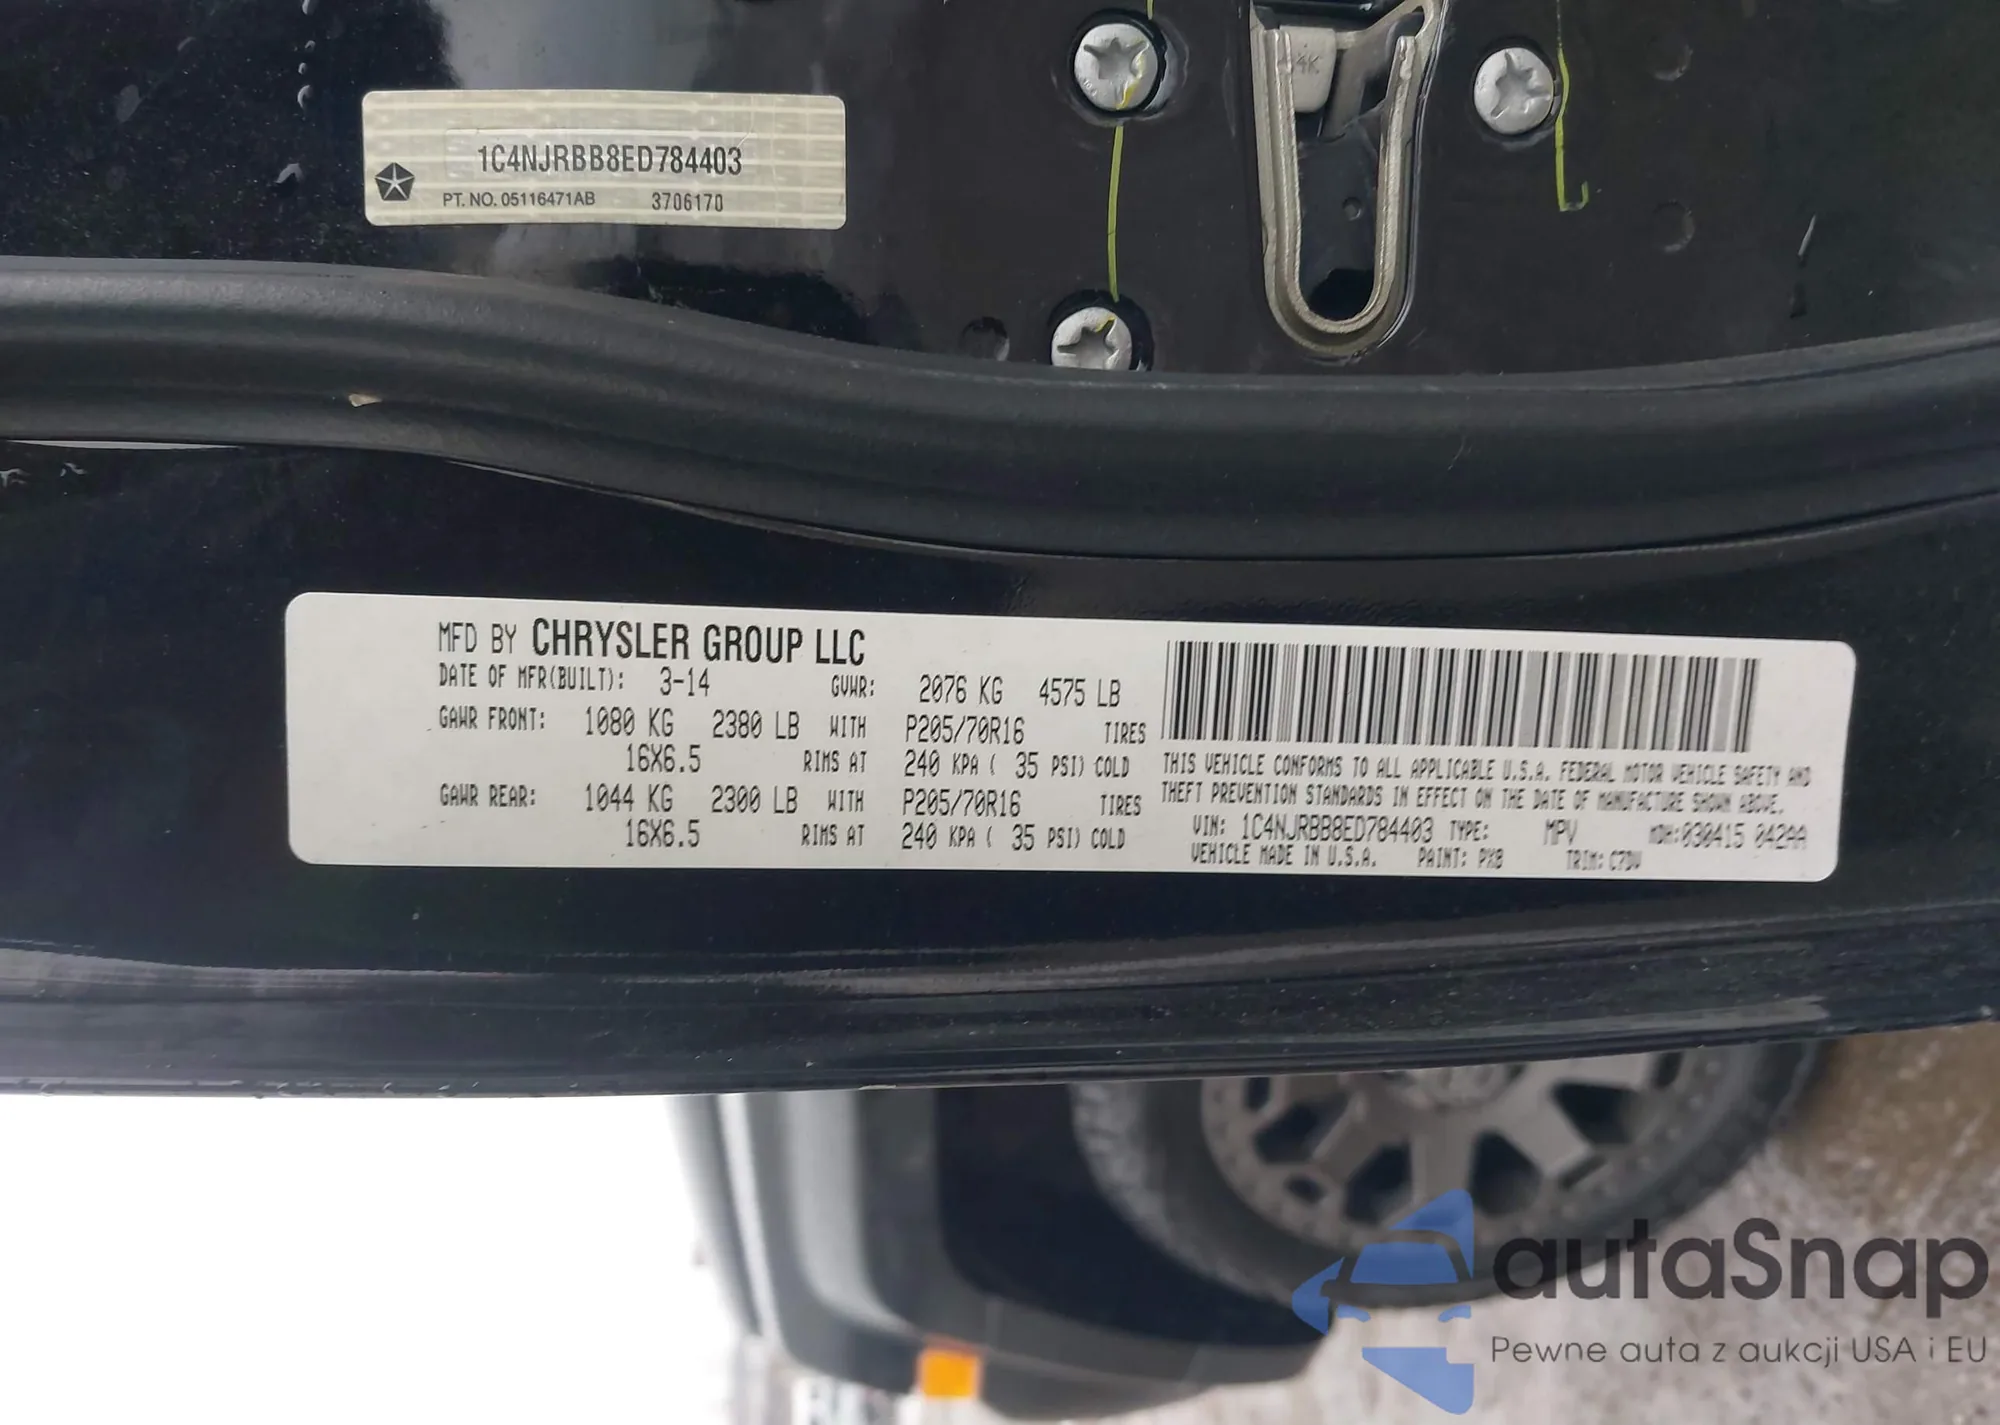 1C4NJRBB8ED784403
PT. NO. 05116471AB 3706170
MFD BY CHRYSLER GROUP LLC
DATE OF MFR(BUILT): 3-14 GVWR: 2076 KG 4575 LB
GAWR FRONT: 1080 KG 2380 LB WITH P205/70R16 TIRES
16X6.5 RIMS AT 240 KPA ( 35 PSI) COLD
GAWR REAR: 1044 KG 2300 LB WITH P205/70R16 TIRES
16X6.5 RIMS AT 240 KPA ( 35 PSI) COLD
THIS VEHICLE CONFORMS TO ALL APPLICABLE U.S.A. FEDERAL MOTOR VEHICLE SAFETY AND
THEFT PREVENTION STANDARDS IN EFFECT ON THE DATE OF MANUFACTURE SHOWN ABOVE.
VIN: 1C4NJRBB8ED784403 TYPE: MPV MDH:030415 042AA
VEHICLE MADE IN U.S.A. PAINT: PX8 TRIM: C7DV
autaSnap
Pewne auta z aukcji USA i EU